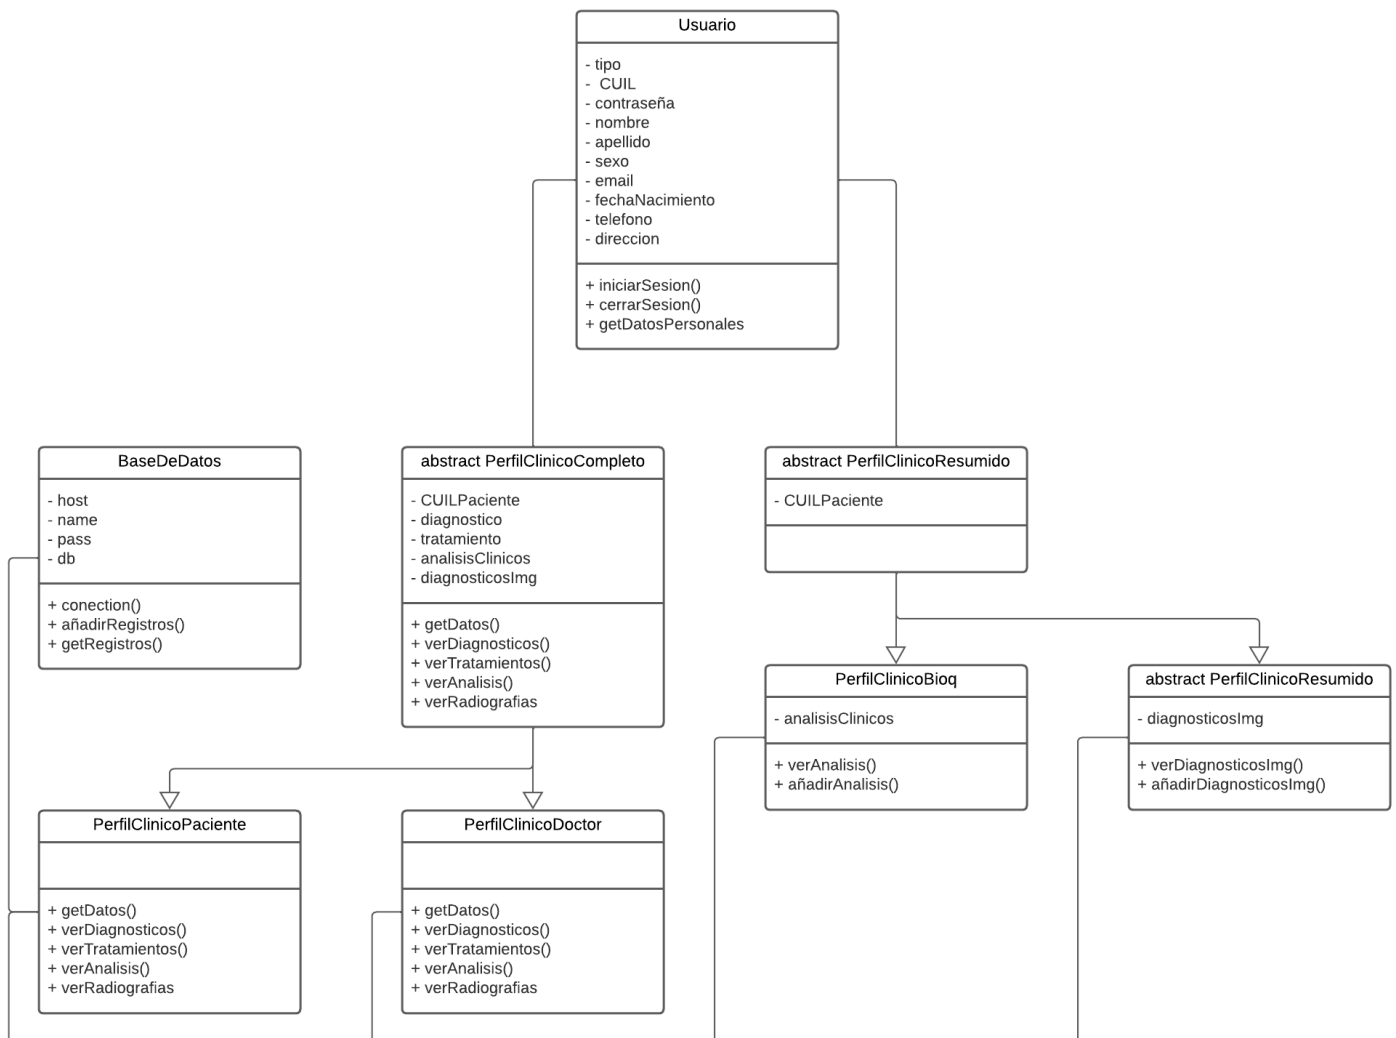 Usuario
- tipo
-  CUIL
- contraseña
- nombre
- apellido
- sexo
- email
- fechaNacimiento
- telefono
- direccion
+ iniciarSesion()
+ cerrarSesion()
+ getDatosPersonales
BaseDeDatos
- host
- name
- pass
- db
+ conection()
+ añadirRegistros()
+ getRegistros()
abstract PerfilClinicoCompleto
- CUILPaciente
- diagnostico
- tratamiento
- analisisClinicos
- diagnosticosImg
+ getDatos()
+ verDiagnosticos()
+ verTratamientos()
+ verAnalisis()
+ verRadiografias
abstract PerfilClinicoResumido
- CUILPaciente
PerfilClinicoBioq
- analisisClinicos
+ verAnalisis()
+ añadirAnalisis()
abstract PerfilClinicoResumido
- diagnosticosImg
+ verDiagnosticosImg()
+ añadirDiagnosticosImg()
PerfilClinicoPaciente
+ getDatos()
+ verDiagnosticos()
+ verTratamientos()
+ verAnalisis()
+ verRadiografias
PerfilClinicoDoctor
+ getDatos()
+ verDiagnosticos()
+ verTratamientos()
+ verAnalisis()
+ verRadiografias